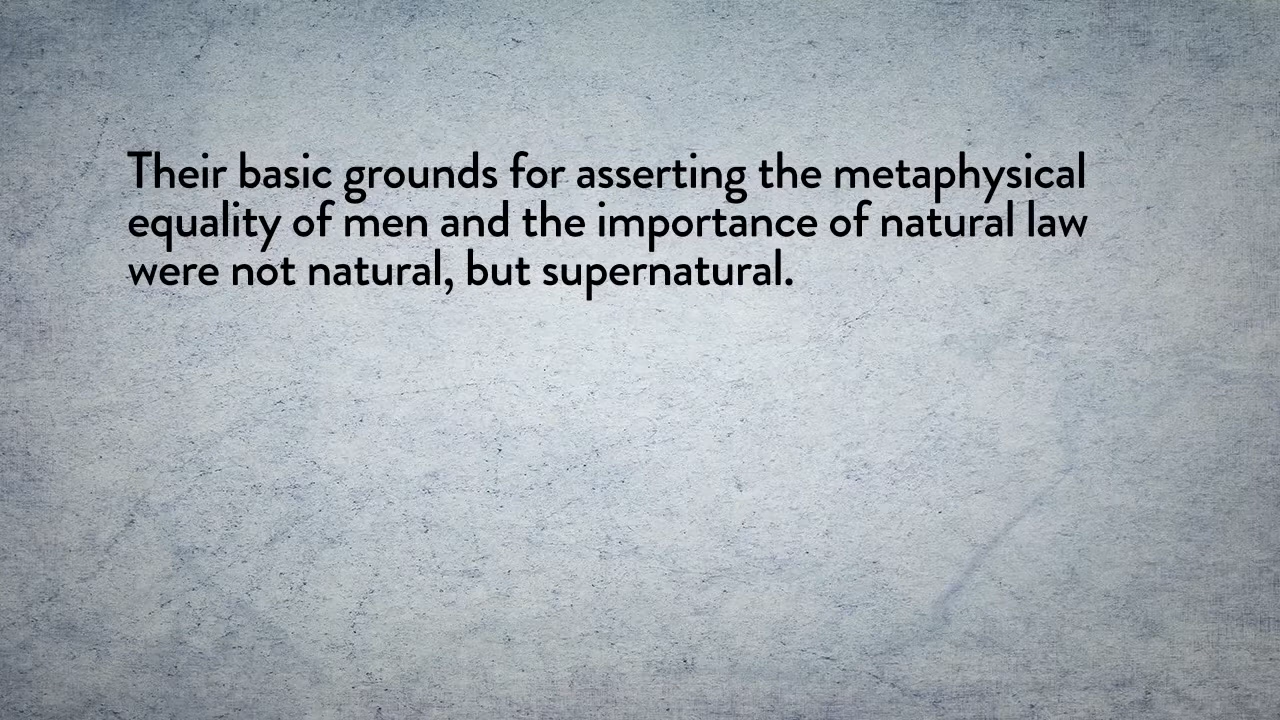 Their basic grounds for asserting the metaphysical
equality of men and the importance of natural law
were not natural, but supernatural.